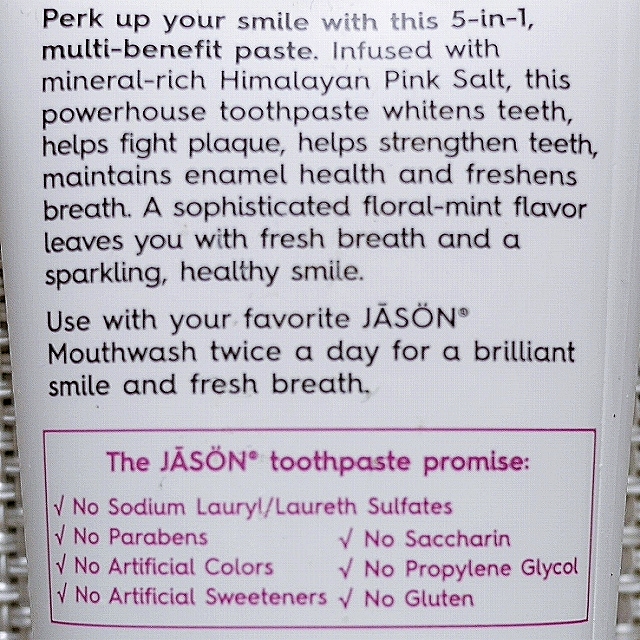 Perk up your smile with this 5-in-1,
multi-benefit paste. Infused with
mineral-rich Himalayan Pink Salt, this
powerhouse toothpaste whitens teeth,
helps fight plaque, helps strengthen teeth,
maintains enamel health and freshens
breath. A sophisticated floral-mint flavor
leaves you with fresh breath and a
sparkling, healthy smile.
Use with your favorite JĀSÖN®
Mouthwash twice a day for a brilliant
smile and fresh breath.
The JĀSÖN® toothpaste promise:
√ No Sodium Lauryl/Laureth Sulfates
√ No Parabens √ No Saccharin
√ No Artificial Colors √ No Propylene Glycol
√ No Artificial Sweeteners √ No Gluten